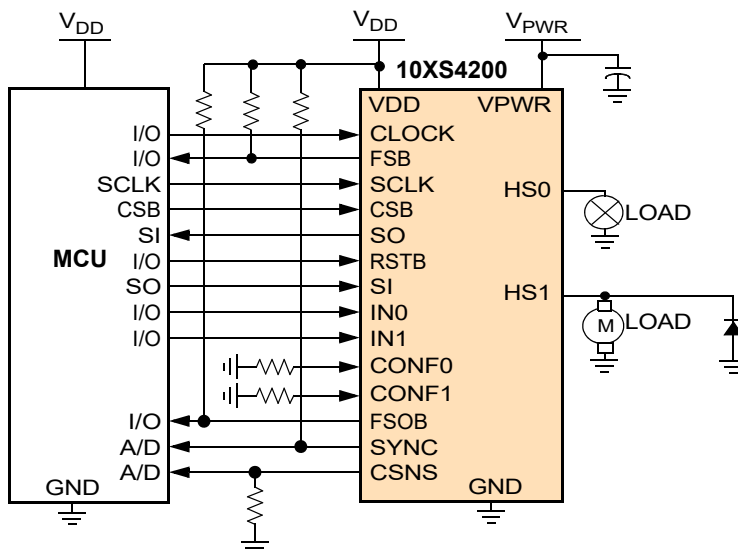 VDD
VDD
VPWR
10XS4200
VDD VPWR
I/O CLOCK
I/O FSB
SCLK SCLK
HS0
CSB CSB
LOAD
SI SO
MCU
I/O RSTB
SO SI
HS1
I/O IN0
M LOAD
I/O IN1
CONF0
CONF1
I/O FSOB
A/D SYNC
A/D CSNS
GND GND